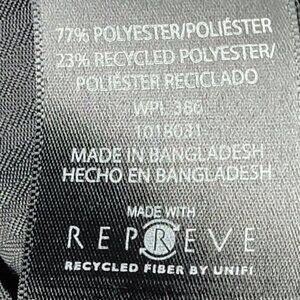 77% POLYESTER/POLIÉSTER
23% RECYCLED POLYESTER/
POLIÉSTER RECICLADO
WPL 386
1018031
MADE IN BANGLADESH
HECHO EN BANGLADESH
MADE WITH
REPREVE
RECYCLED FIBER BY UNIFI